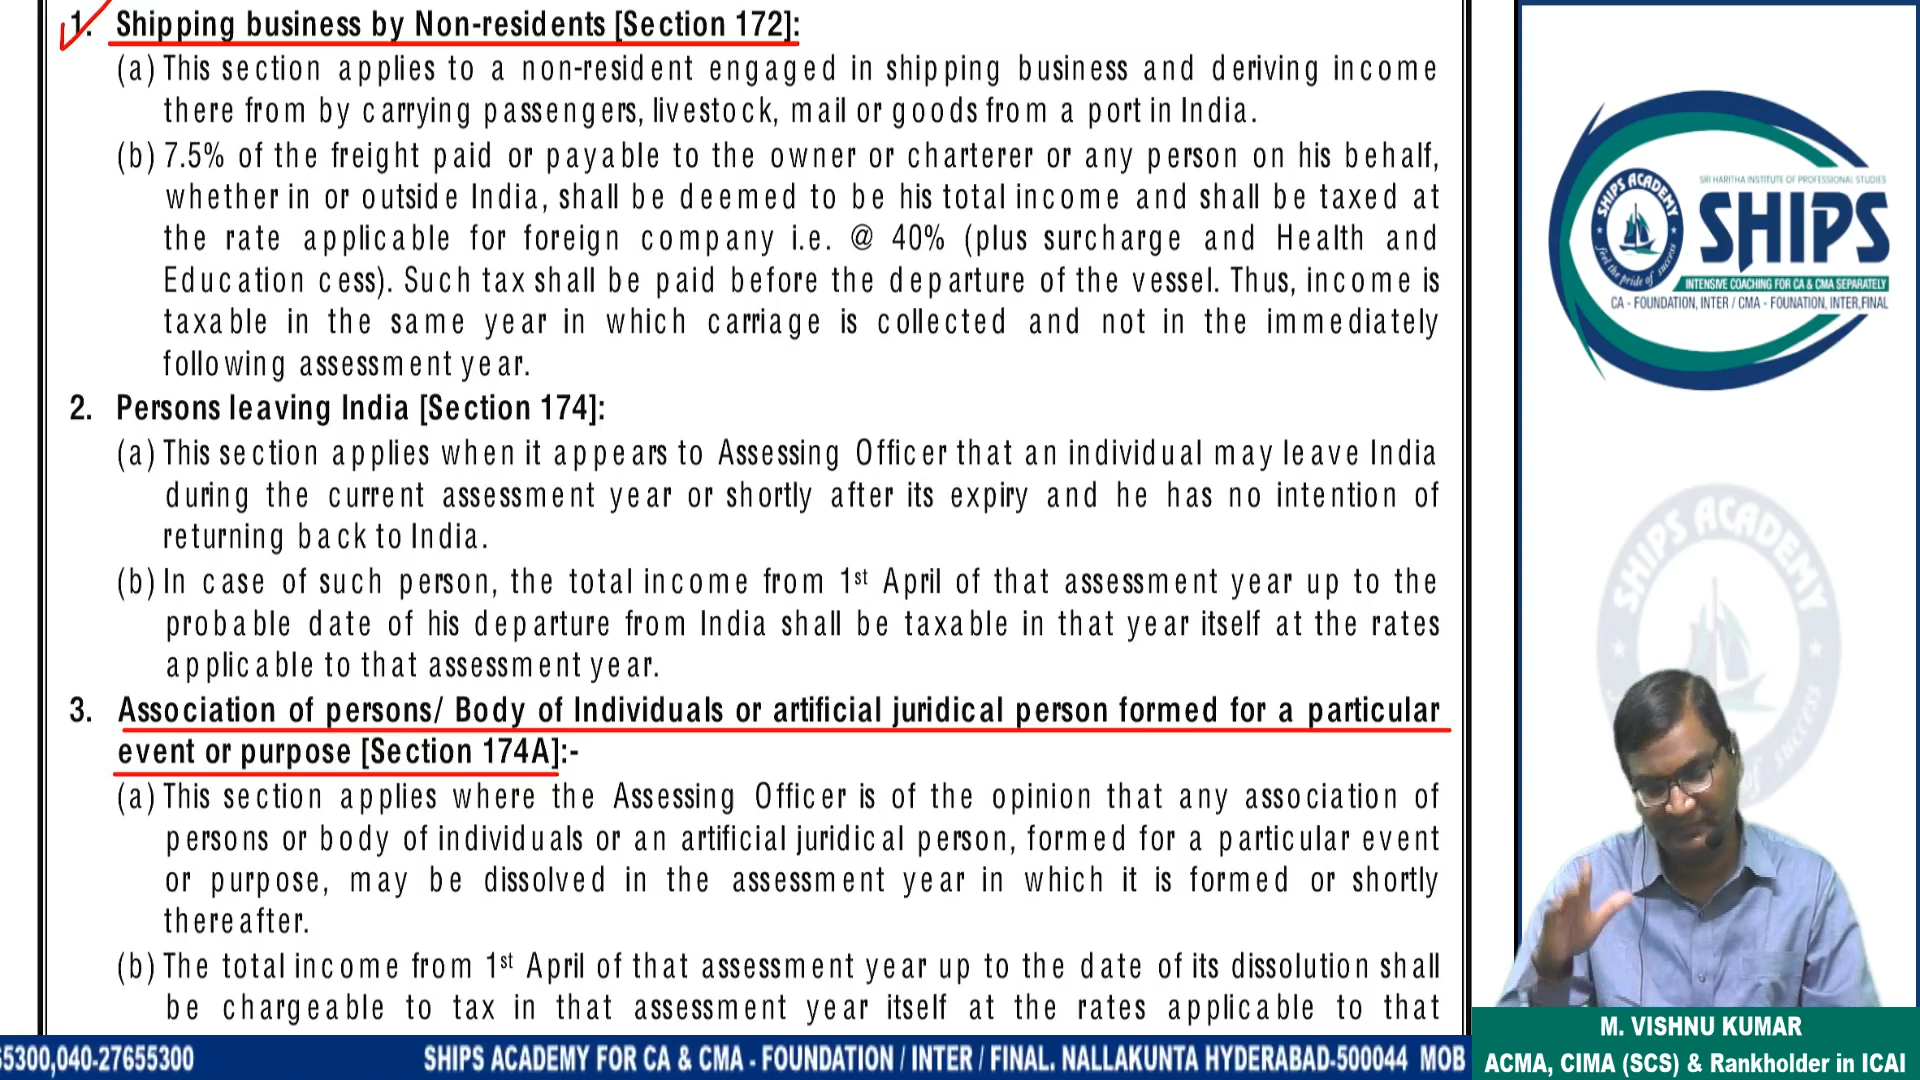 1. Shipping business by Non-residents [Section 172]:
(a) This section applies to a non-resident engaged in shipping business and deriving income
there from by carrying passengers, livestock, mail or goods from a port in India.
(b) 7.5% of the freight paid or payable to the owner or charterer or any person on his behalf,
whether in or outside India, shall be deemed to be his total income and shall be taxed at
the rate applicable for foreign company i.e. @ 40% (plus surcharge and Health and
Education cess). Such tax shall be paid before the departure of the vessel. Thus, income is
taxable in the same year in which carriage is collected and not in the immediately
following assessment year.
2. Persons leaving India [Section 174]:
(a) This section applies when it appears to Assessing Officer that an individual may leave India
during the current assessment year or shortly after its expiry and he has no intention of
returning back to India.
(b) In case of such person, the total income from 1st April of that assessment year up to the
probable date of his departure from India shall be taxable in that year itself at the rates
applicable to that assessment year.
3. Association of persons/ Body of Individuals or artificial juridical person formed for a particular
event or purpose [Section 174A]:-
(a) This section applies where the Assessing Officer is of the opinion that any association of
persons or body of individuals or an artificial juridical person, formed for a particular event
or purpose, may be dissolved in the assessment year in which it is formed or shortly
thereafter.
(b) The total income from 1st April of that assessment year up to the date of its dissolution shall
be chargeable to tax in that assessment year itself at the rates applicable to that
SRI HARITHA INSTITUTE OF PROFESSIONAL STUDIES
SHIPS ACADEMY
feel the pride of success
SHIPS
INTENSIVE COACHING FOR CA & CMA SEPARATELY
CA - FOUNDATION, INTER / CMA - FOUNATION, INTER,FINAL
SHIPS ACADEMY
of success
M. VISHNU KUMAR
ACMA, CIMA (SCS) & Rankholder in ICAI
55300,040-27655300 SHIPS ACADEMY FOR CA & CMA - FOUNDATION / INTER / FINAL. NALLAKUNTA HYDERABAD-500044 MOB